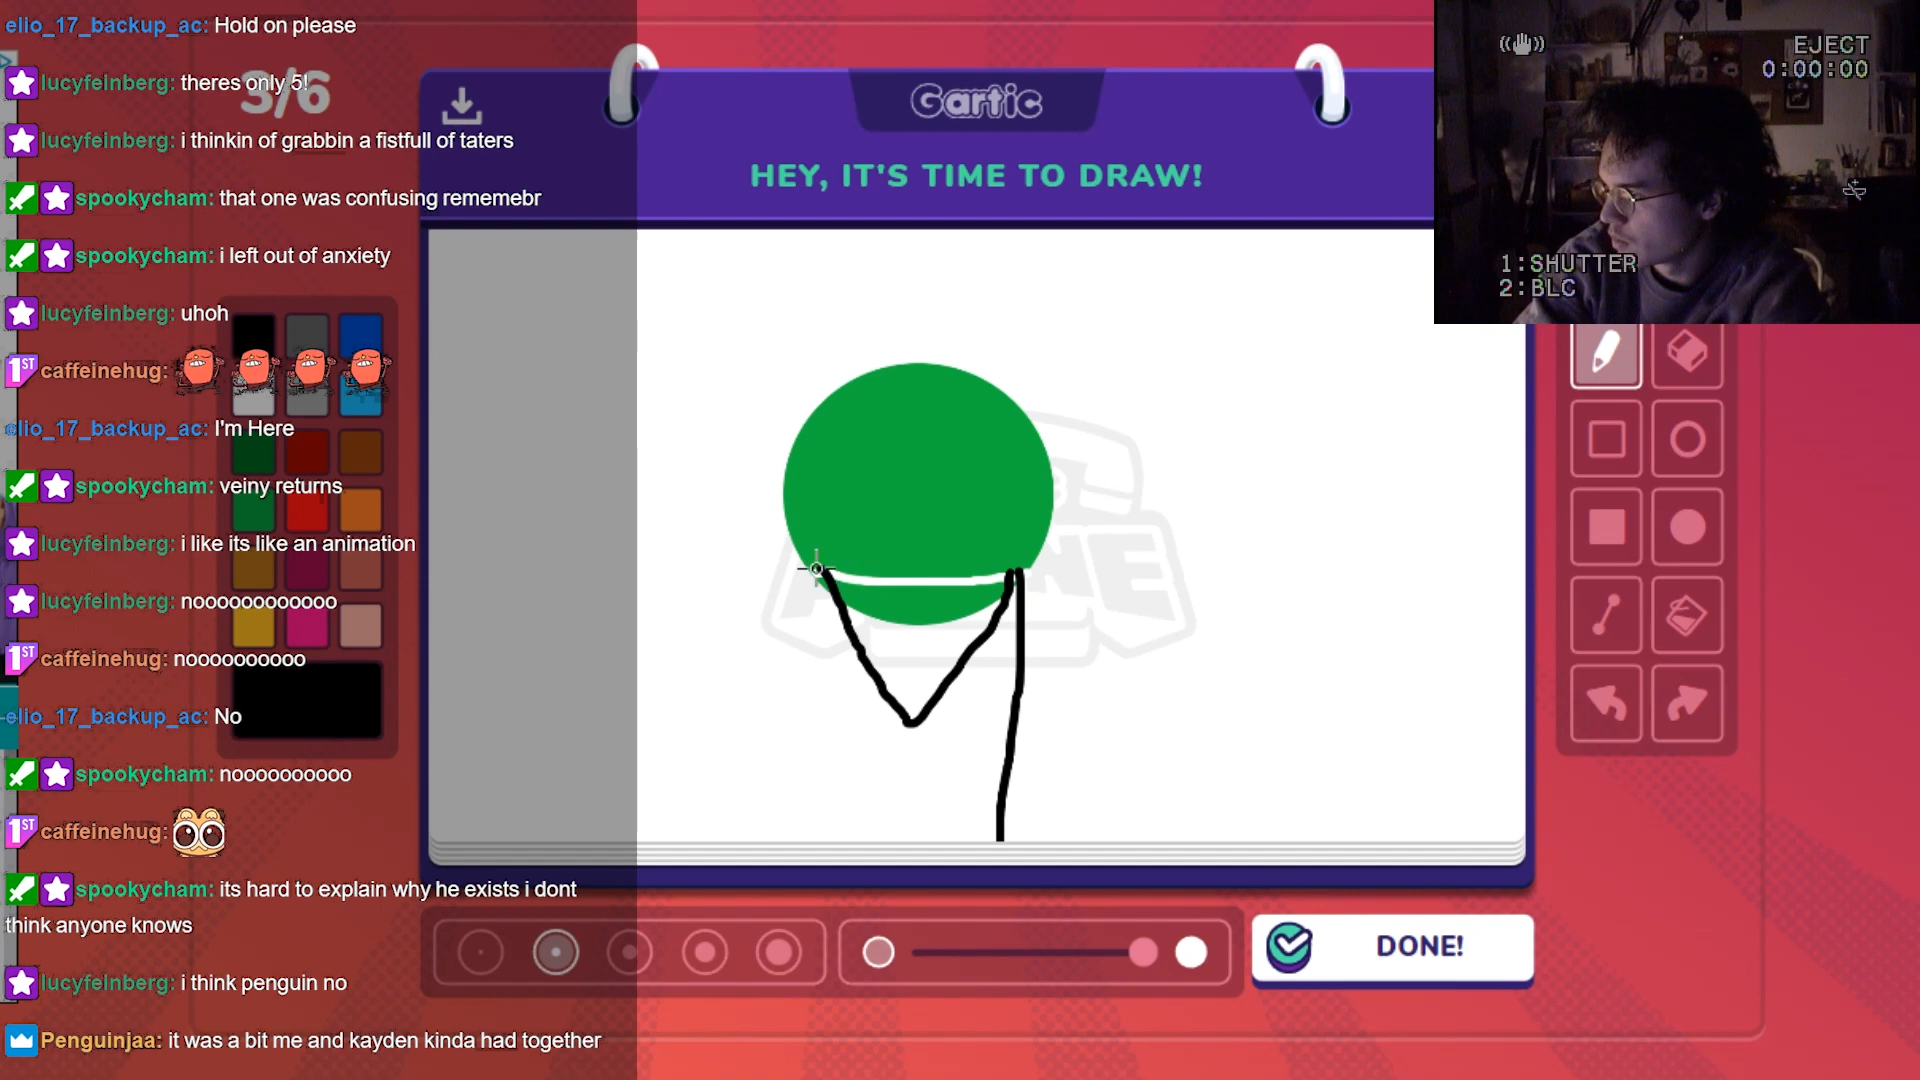 elio_17_backup_ac: Hold on please
lucyfeinberg: theres only 5!
3/6
lucyfeinberg: i thinkin of grabbin a fistfull of taters
spookycham: that one was confusing rememebr
spookycham: i left out of anxiety
lucyfeinberg: uhoh
1ST caffeinehug:
elio_17_backup_ac: I'm Here
spookycham: veiny returns
lucyfeinberg: i like its like an animation
lucyfeinberg: noooooooooooo
1ST caffeinehug: noooooooooo
elio_17_backup_ac: No
spookycham: noooooooooo
1ST caffeinehug:
spookycham: its hard to explain why he exists i dont
think anyone knows
lucyfeinberg: i think penguin no
Penguinjaa: it was a bit me and kayden kinda had together
Gartic
HEY, IT'S TIME TO DRAW!
EJECT
0:00:00
1:SHUTTER
2:BLC
DONE!